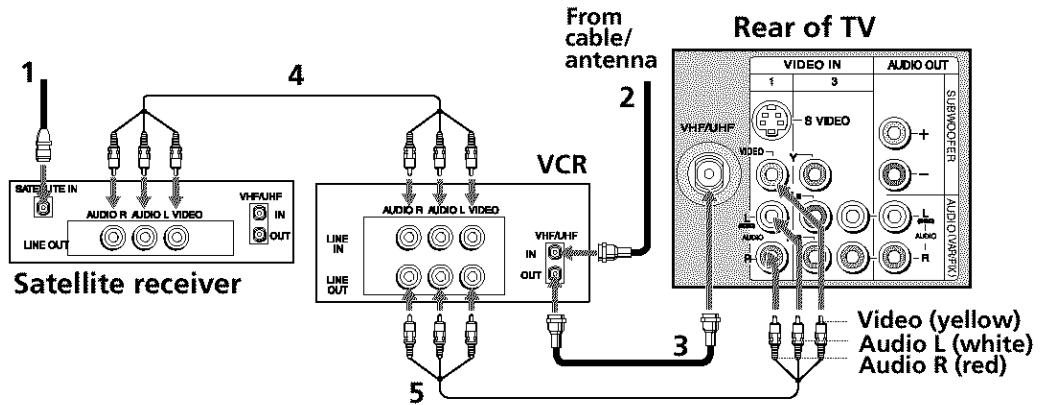 From
cable/
antenna
Rear of TV
1
4
2
VIDEO IN
AUDIO OUT
1
3
S VIDEO
VHF/UHF
VIDEO
Y
SUBWOOFER
+
−
L
AUDIO
R
L
AUDIO
R
AUDIO (VAR/FIX)
VCR
SATELLITE IN
AUDIO R AUDIO L VIDEO
VHF/UHF
IN
OUT
LINE OUT
Satellite receiver
AUDIO R AUDIO L VIDEO
LINE
IN
LINE
OUT
VHF/UHF
IN
OUT
3
5
Video (yellow)
Audio L (white)
Audio R (red)